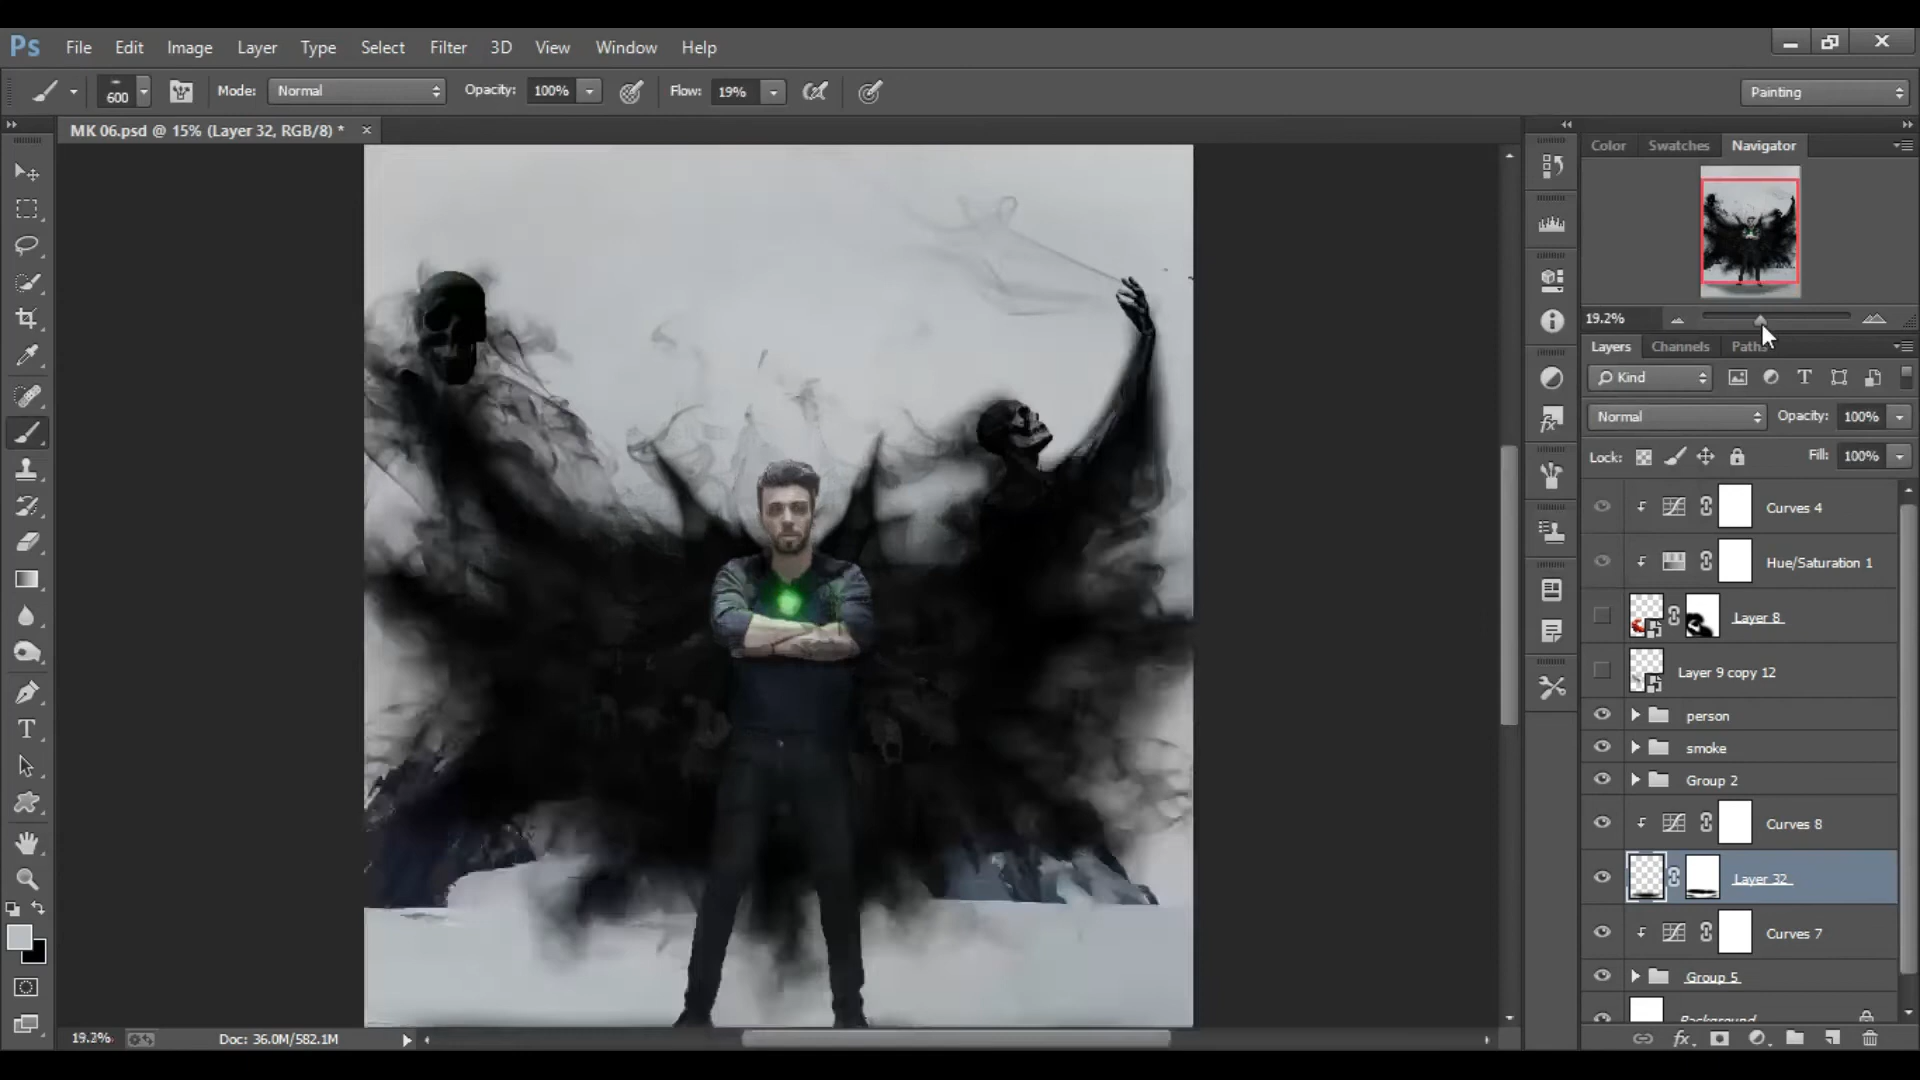 Ps File Edit Image Layer Type Select Filter 3D View Window Help
600 Mode: Normal Opacity: 100% Flow: 19% Painting
MK 06.psd @ 15% (Layer 32, RGB/8) *
Color Swatches Navigator
19.2%
Layers Channels Paths
Kind
Normal Opacity: 100%
Lock: Fill: 100%
Curves 4
Hue/Saturation 1
Layer 8
Layer 9 copy 12
person
smoke
Group 2
Curves 8
Layer 32
Curves 7
Group 5
Background
19.2% Doc: 36.0M/582.1M